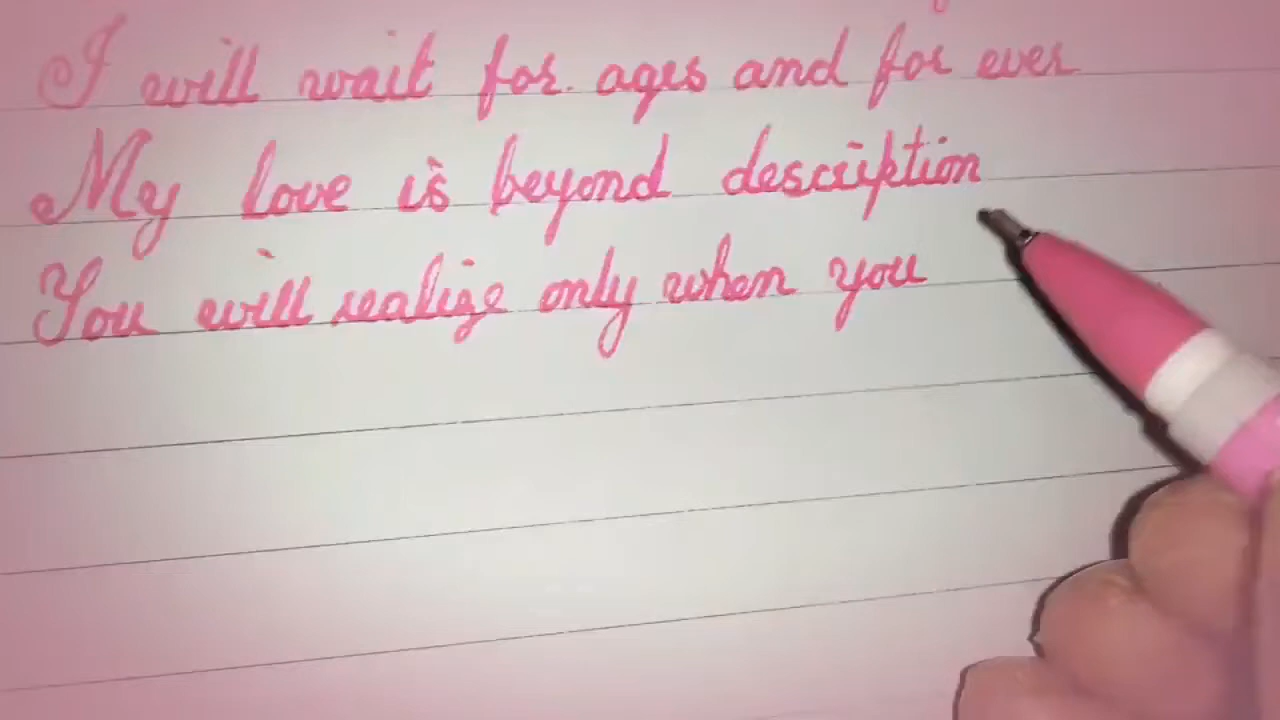 I will wait for ages and for ever
My love is beyond description
You will realize only when you